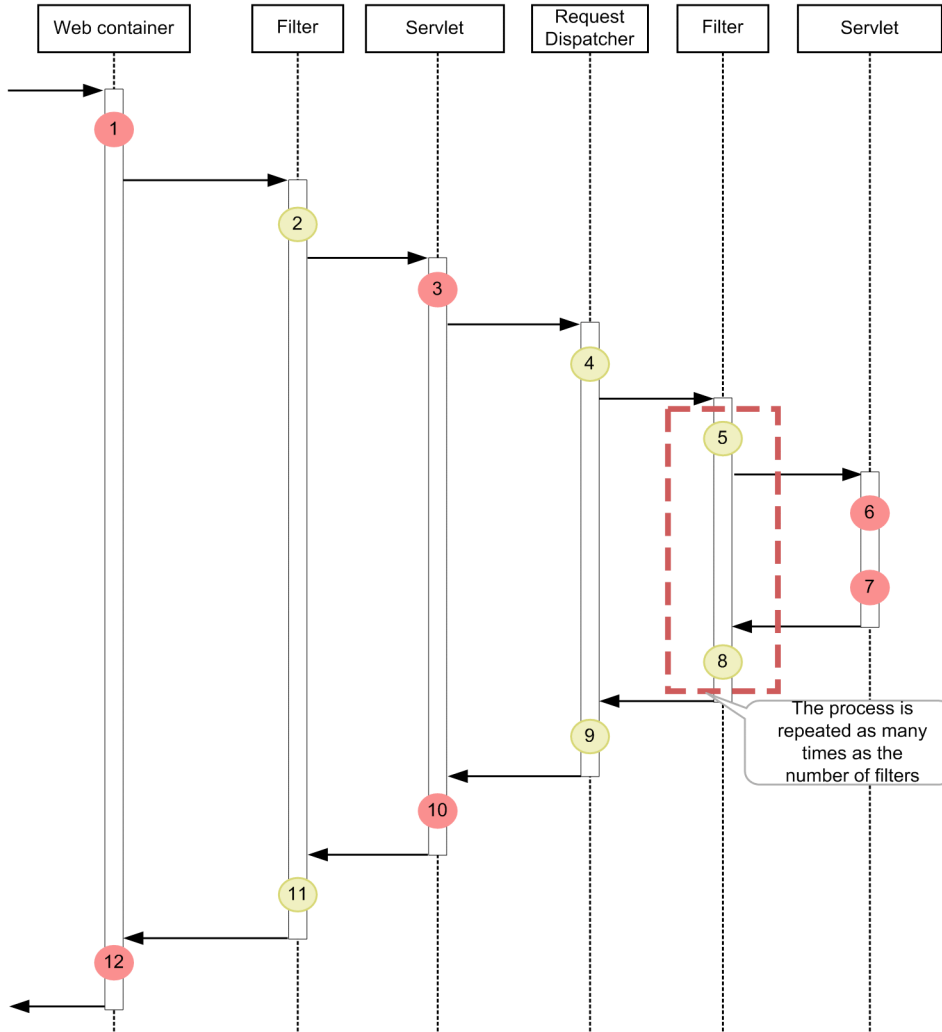 Web container
Filter
Servlet
Request
Dispatcher
Filter
Servlet
1
2
3
4
5
6
7
8
The process is
repeated as many
times as the
number of filters
9
10
11
12